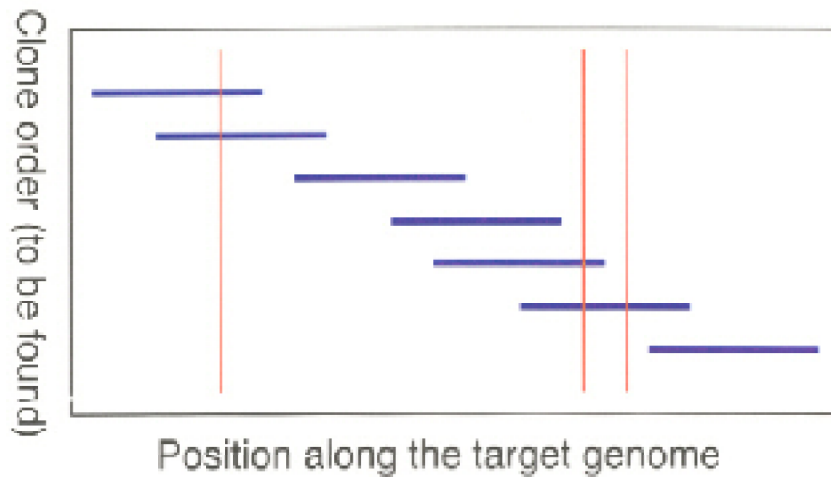 Clone order (to be found)
Position along the target genome